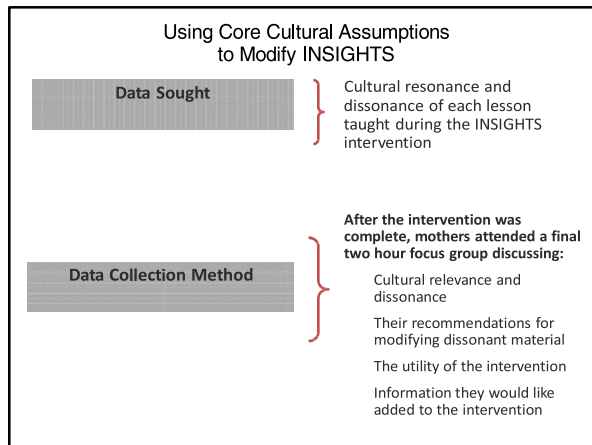 Using Core Cultural Assumptions
to Modify INSIGHTS
Data Sought
Cultural resonance and
dissonance of each lesson
taught during the INSIGHTS
intervention
Data Collection Method
After the intervention was
complete, mothers attended a final
two hour focus group discussing:
Cultural relevance and
dissonance
Their recommendations for
modifying dissonant material
The utility of the intervention
Information they would like
added to the intervention